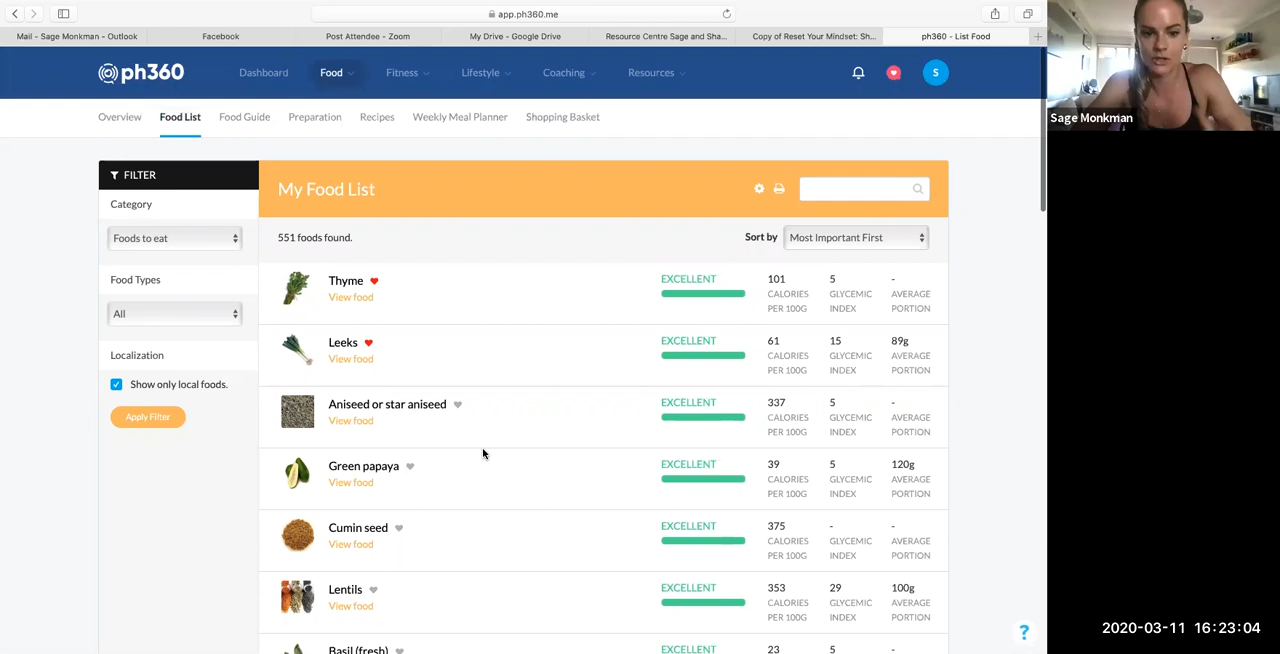 app.ph360.me
Mail - Sage Monkman - Outlook
Facebook
Post Attendee - Zoom
My Drive - Google Drive
Resource Centre Sage and Sha...
Copy of Reset Your Mindset: Sh...
ph360 - List Food
ph360
Dashboard
Food
Fitness
Lifestyle
Coaching
Resources
S
Sage Monkman
Overview
Food List
Food Guide
Preparation
Recipes
Weekly Meal Planner
Shopping Basket
FILTER
Category
Foods to eat
Food Types
All
Localization
Show only local foods.
Apply Filter
My Food List
551 foods found.
Sort by
Most Important First
Thyme
View food
EXCELLENT
101
CALORIES
PER 100G
5
GLYCEMIC
INDEX
-
AVERAGE
PORTION
Leeks
View food
EXCELLENT
61
CALORIES
PER 100G
15
GLYCEMIC
INDEX
89g
AVERAGE
PORTION
Aniseed or star aniseed
View food
EXCELLENT
337
CALORIES
PER 100G
5
GLYCEMIC
INDEX
-
AVERAGE
PORTION
Green papaya
View food
EXCELLENT
39
CALORIES
PER 100G
5
GLYCEMIC
INDEX
120g
AVERAGE
PORTION
Cumin seed
View food
EXCELLENT
375
CALORIES
PER 100G
-
GLYCEMIC
INDEX
-
AVERAGE
PORTION
Lentils
View food
EXCELLENT
353
CALORIES
PER 100G
29
GLYCEMIC
INDEX
100g
AVERAGE
PORTION
Basil (fresh)
EXCELLENT
23
5
-
?
2020-03-11 16:23:04